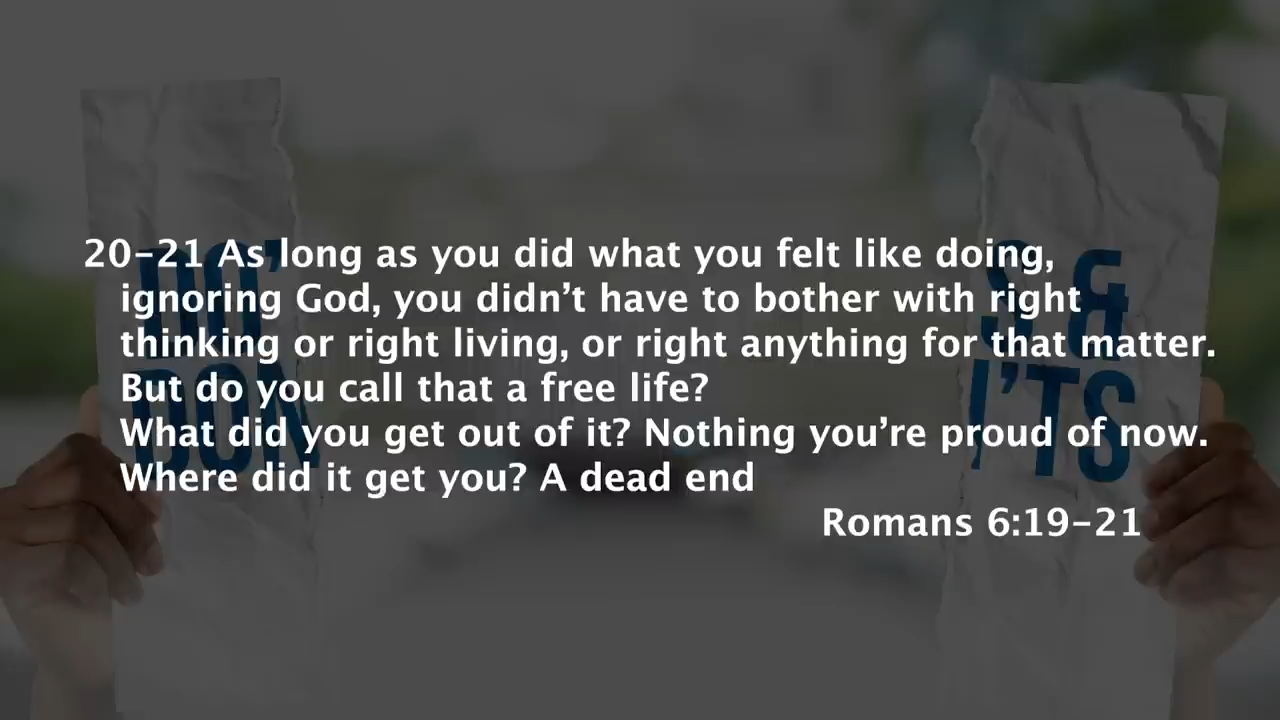 20-21 As long as you did what you felt like doing,
ignoring God, you didn't have to bother with right
thinking or right living, or right anything for that matter.
But do you call that a free life?
What did you get out of it? Nothing you're proud of now.
Where did it get you? A dead end
Romans 6:19-21
DO'
DON
S &
I'TS